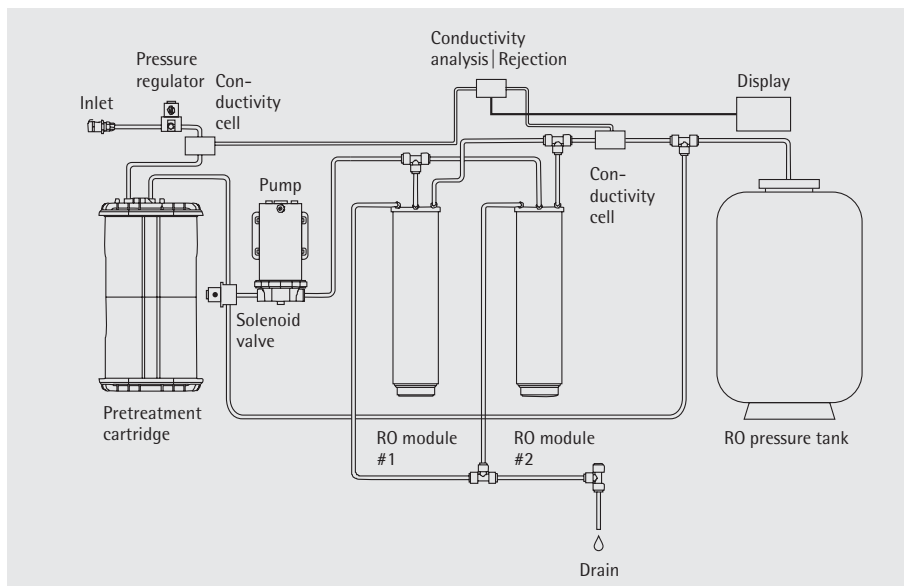 Conductivity
analysis | Rejection
Pressure
regulator
Con-
ductivity
cell
Inlet
Display
Pump
Con-
ductivity
cell
Solenoid
valve
Pretreatment
cartridge
RO module
#1
RO module
#2
RO pressure tank
Drain